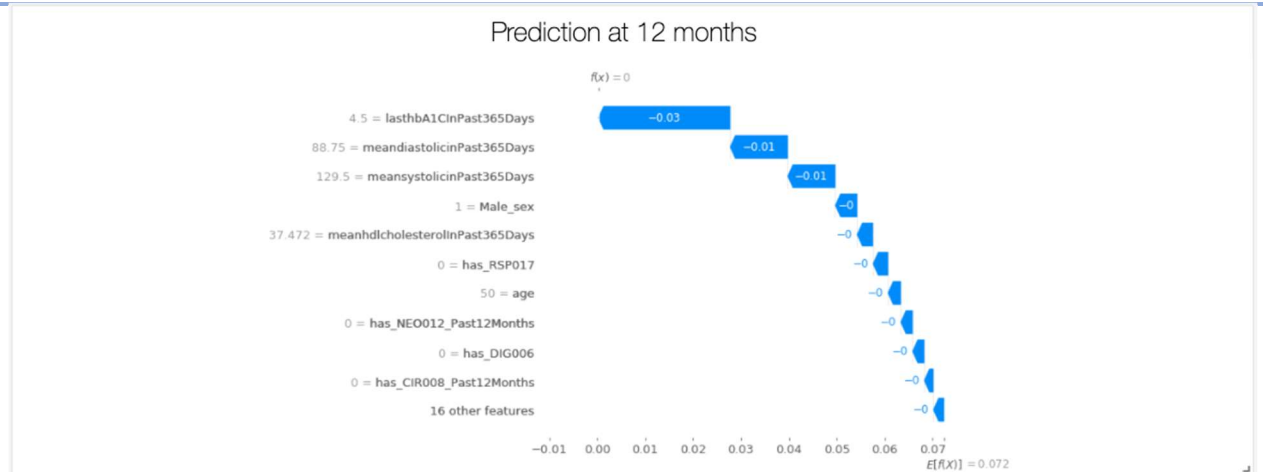 Prediction at 12 months
f(x) = 0
4.5 = lasthbA1CInPast365Days
−0.03
88.75 = meandiastolicinPast365Days
−0.01
129.5 = meansystolicinPast365Days
−0.01
1 = Male_sex
−0
37.472 = meanhdlcholesterolInPast365Days
−0
0 = has_RSP017
−0
50 = age
−0
0 = has_NEO012_Past12Months
−0
0 = has_DIG006
−0
0 = has_CIR008_Past12Months
−0
16 other features
−0
−0.01 0.00 0.01 0.02 0.03 0.04 0.05 0.06 0.07
E[f(X)] = 0.072